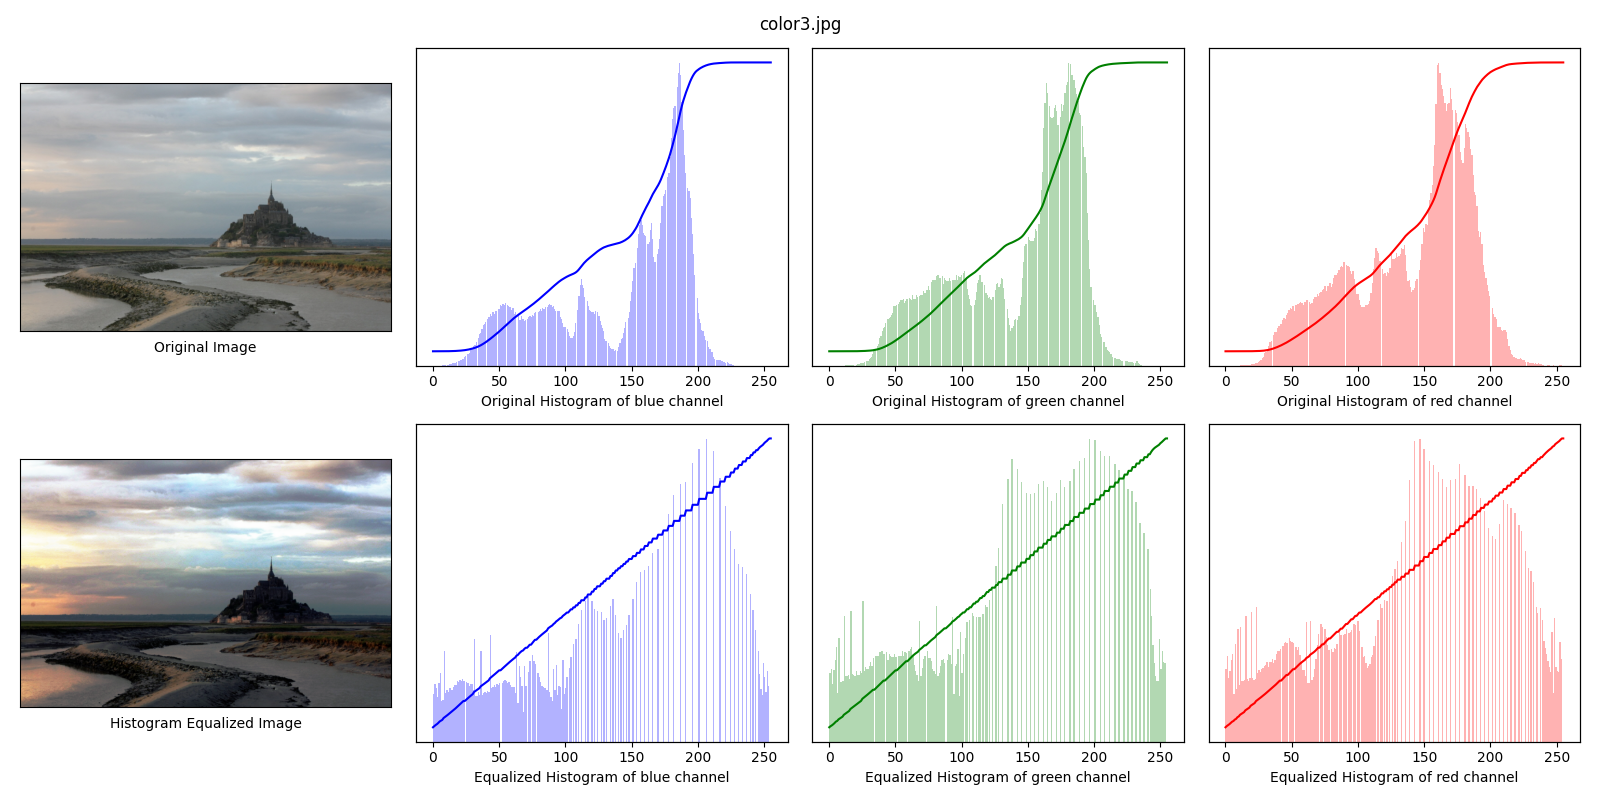 color3.jpg
Original Image
0 50 100 150 200 250
Original Histogram of blue channel
0 50 100 150 200 250
Original Histogram of green channel
0 50 100 150 200 250
Original Histogram of red channel
Histogram Equalized Image
0 50 100 150 200 250
Equalized Histogram of blue channel
0 50 100 150 200 250
Equalized Histogram of green channel
0 50 100 150 200 250
Equalized Histogram of red channel